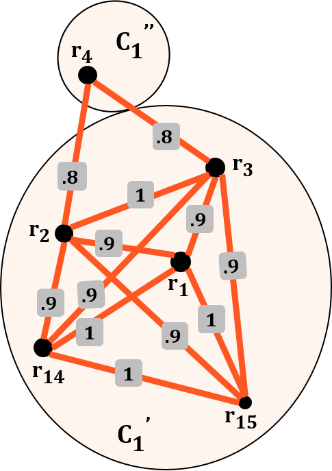 C₁''
r₄
.8
r₃
.8
1
r₂
.9
.9
.9
r₁
.9
.9
1
1
.9
r₁₄
1
r₁₅
C₁'